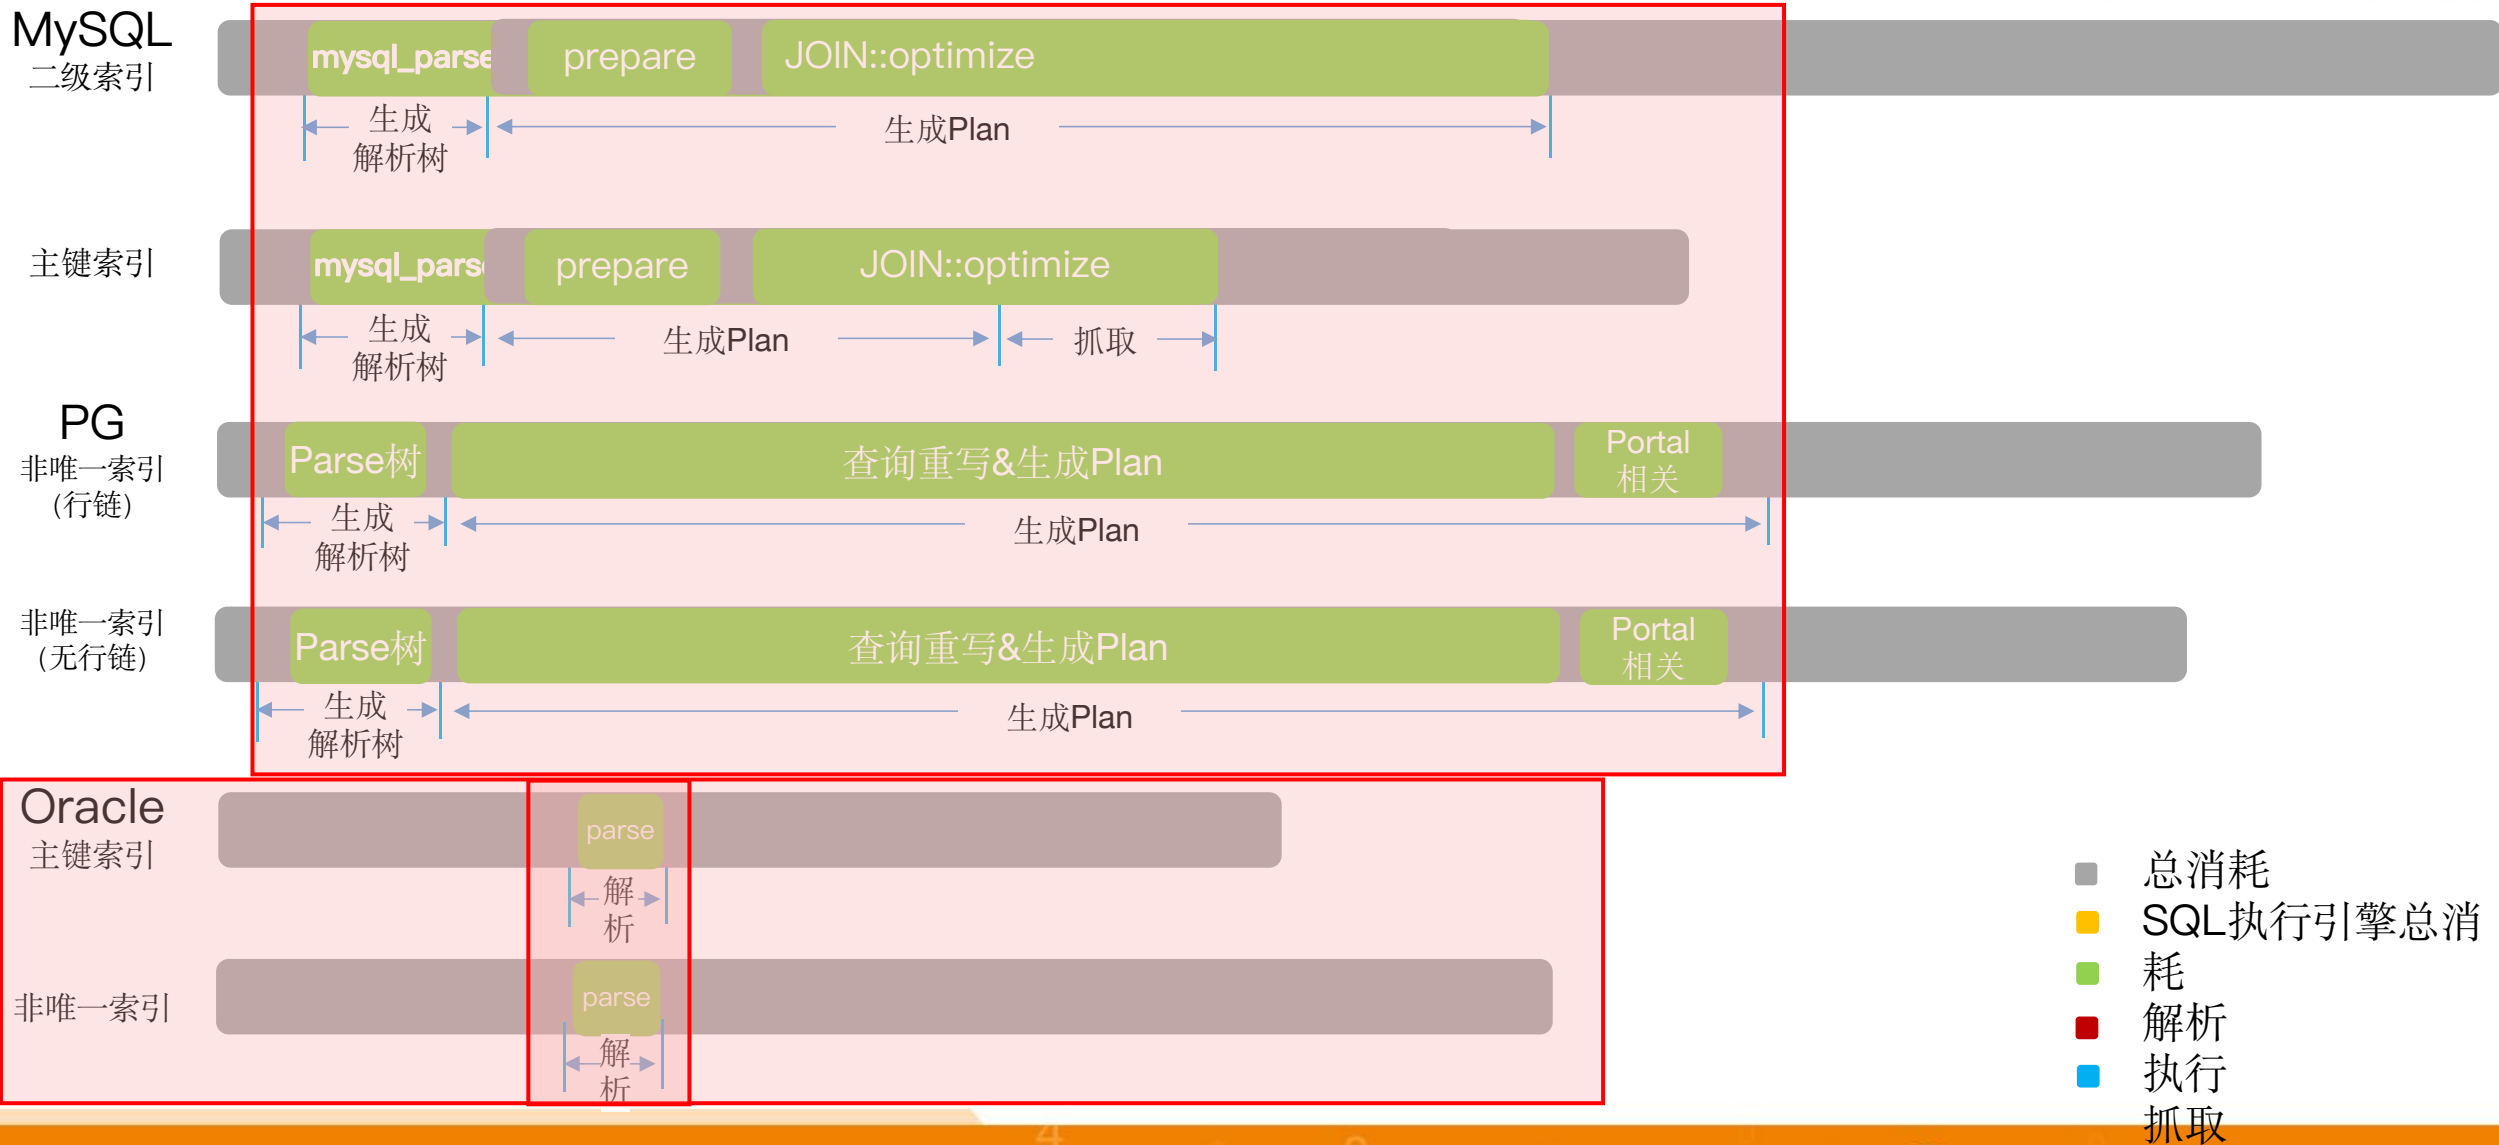 MySQL
二级索引
mysql_parse
prepare
JOIN::optimize
生成
解析树
生成Plan
主键索引
mysql_pars
prepare
JOIN::optimize
生成
解析树
生成Plan
抓取
PG
非唯一索引
(行链)
Parse树
查询重写&生成Plan
Portal
相关
生成
解析树
生成Plan
非唯一索引
(无行链)
Parse树
查询重写&生成Plan
Portal
相关
生成
解析树
生成Plan
Oracle
主键索引
parse
解
析
非唯一索引
parse
解
析
总消耗
SQL执行引擎总消
耗
解析
执行
抓取